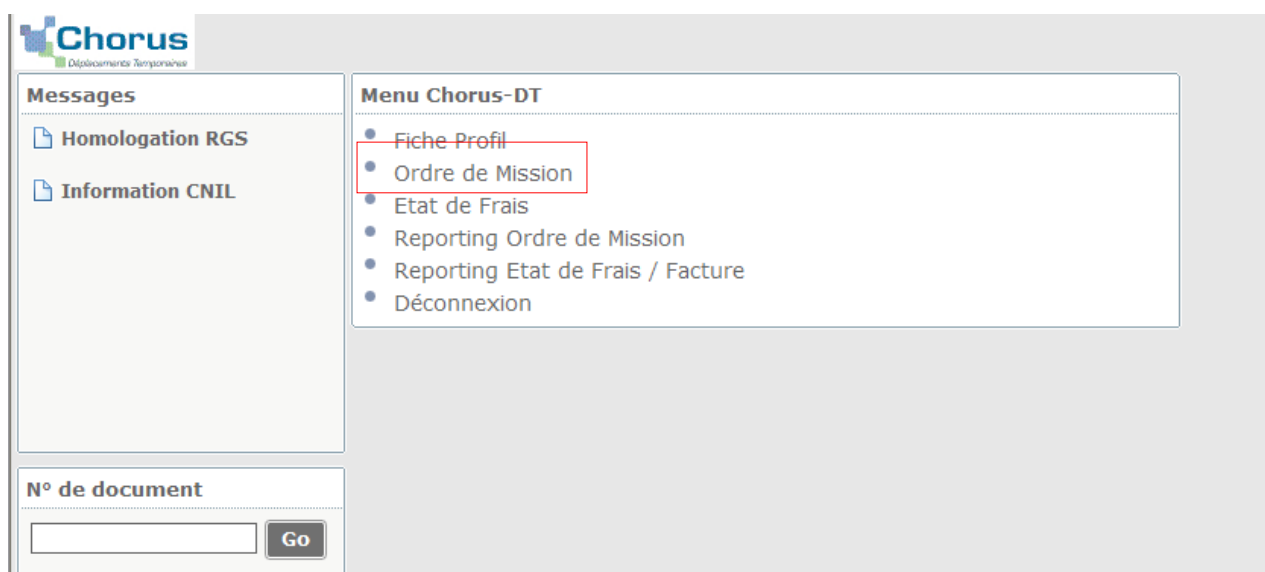 Chorus
Déplacements Temporaires
Messages
Homologation RGS
Information CNIL
Menu Chorus-DT
Fiche Profil
Ordre de Mission
Etat de Frais
Reporting Ordre de Mission
Reporting Etat de Frais / Facture
Déconnexion
N° de document
Go